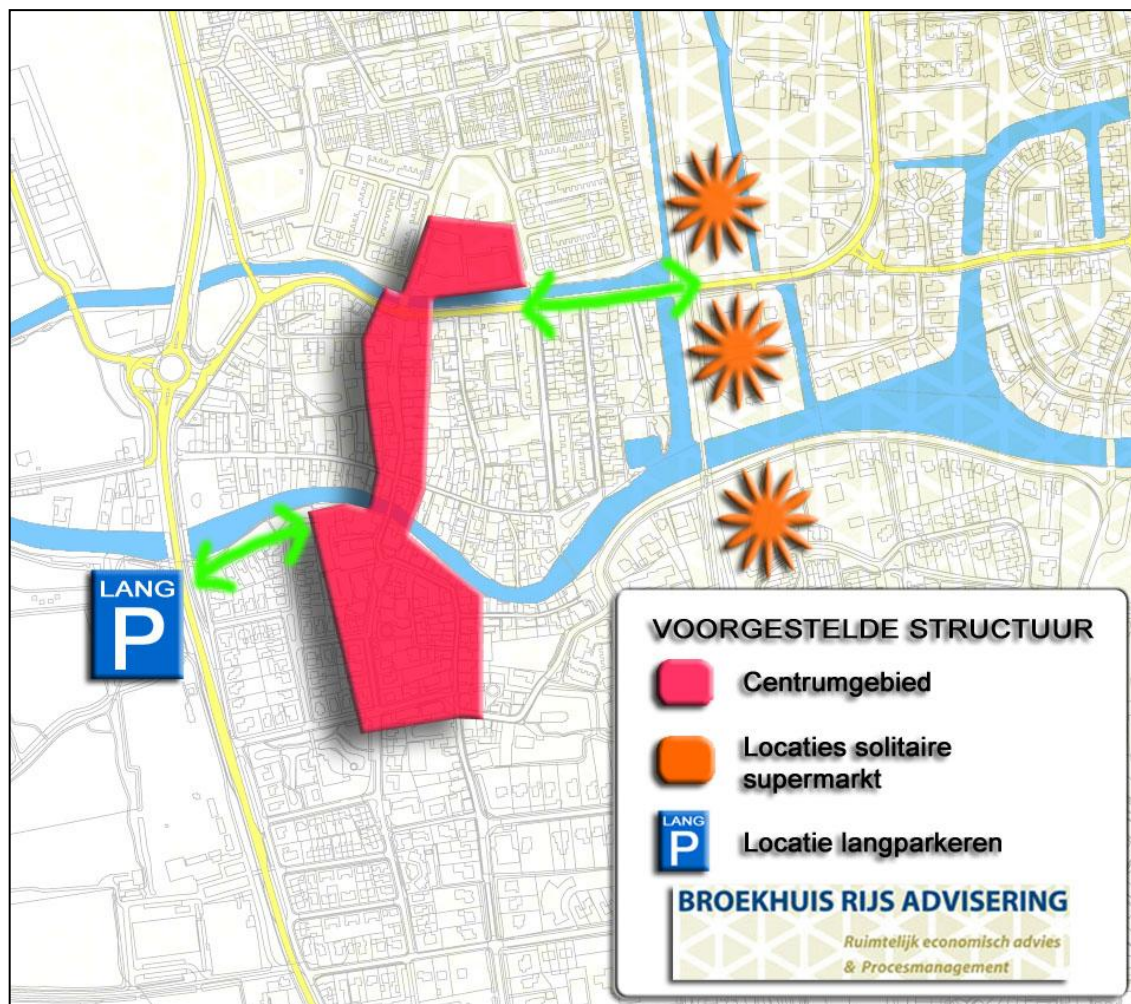 LANG
P
VOORGESTELDE STRUCTUUR
Centrumgebied
Locaties solitaire
supermarkt
LANG
P
Locatie langparkeren
BROEKHUIS RIJS ADVISERING
Ruimtelijk economisch advies
& Procesmanagement